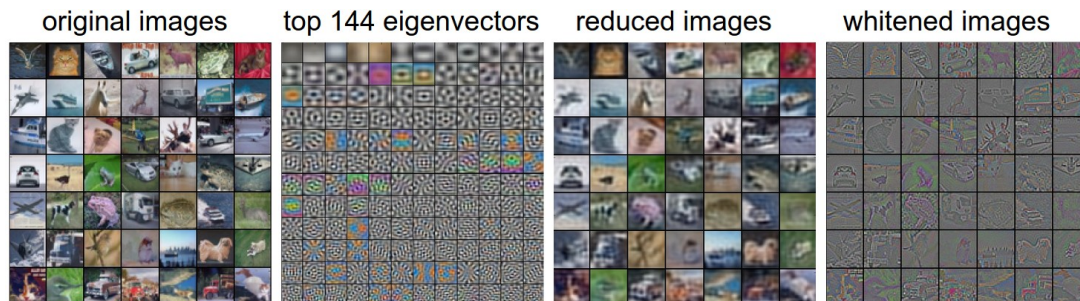 original images
top 144 eigenvectors
reduced images
whitened images